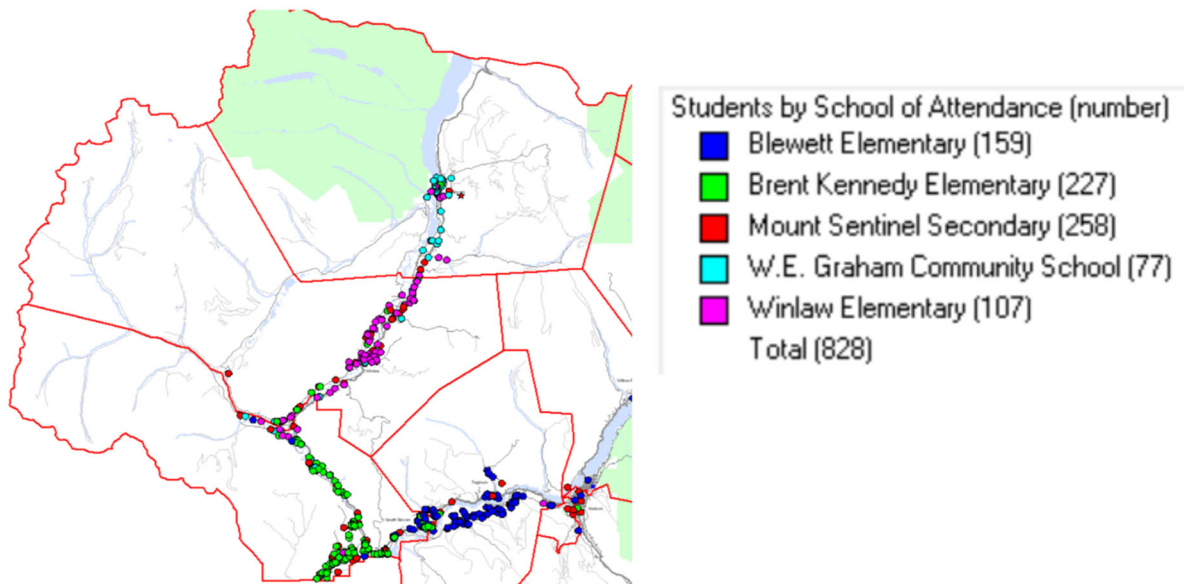 Students by School of Attendance (number)
Blewett Elementary (159)
Brent Kennedy Elementary (227)
Mount Sentinel Secondary (258)
W.E. Graham Community School (77)
Winlaw Elementary (107)
Total (828)